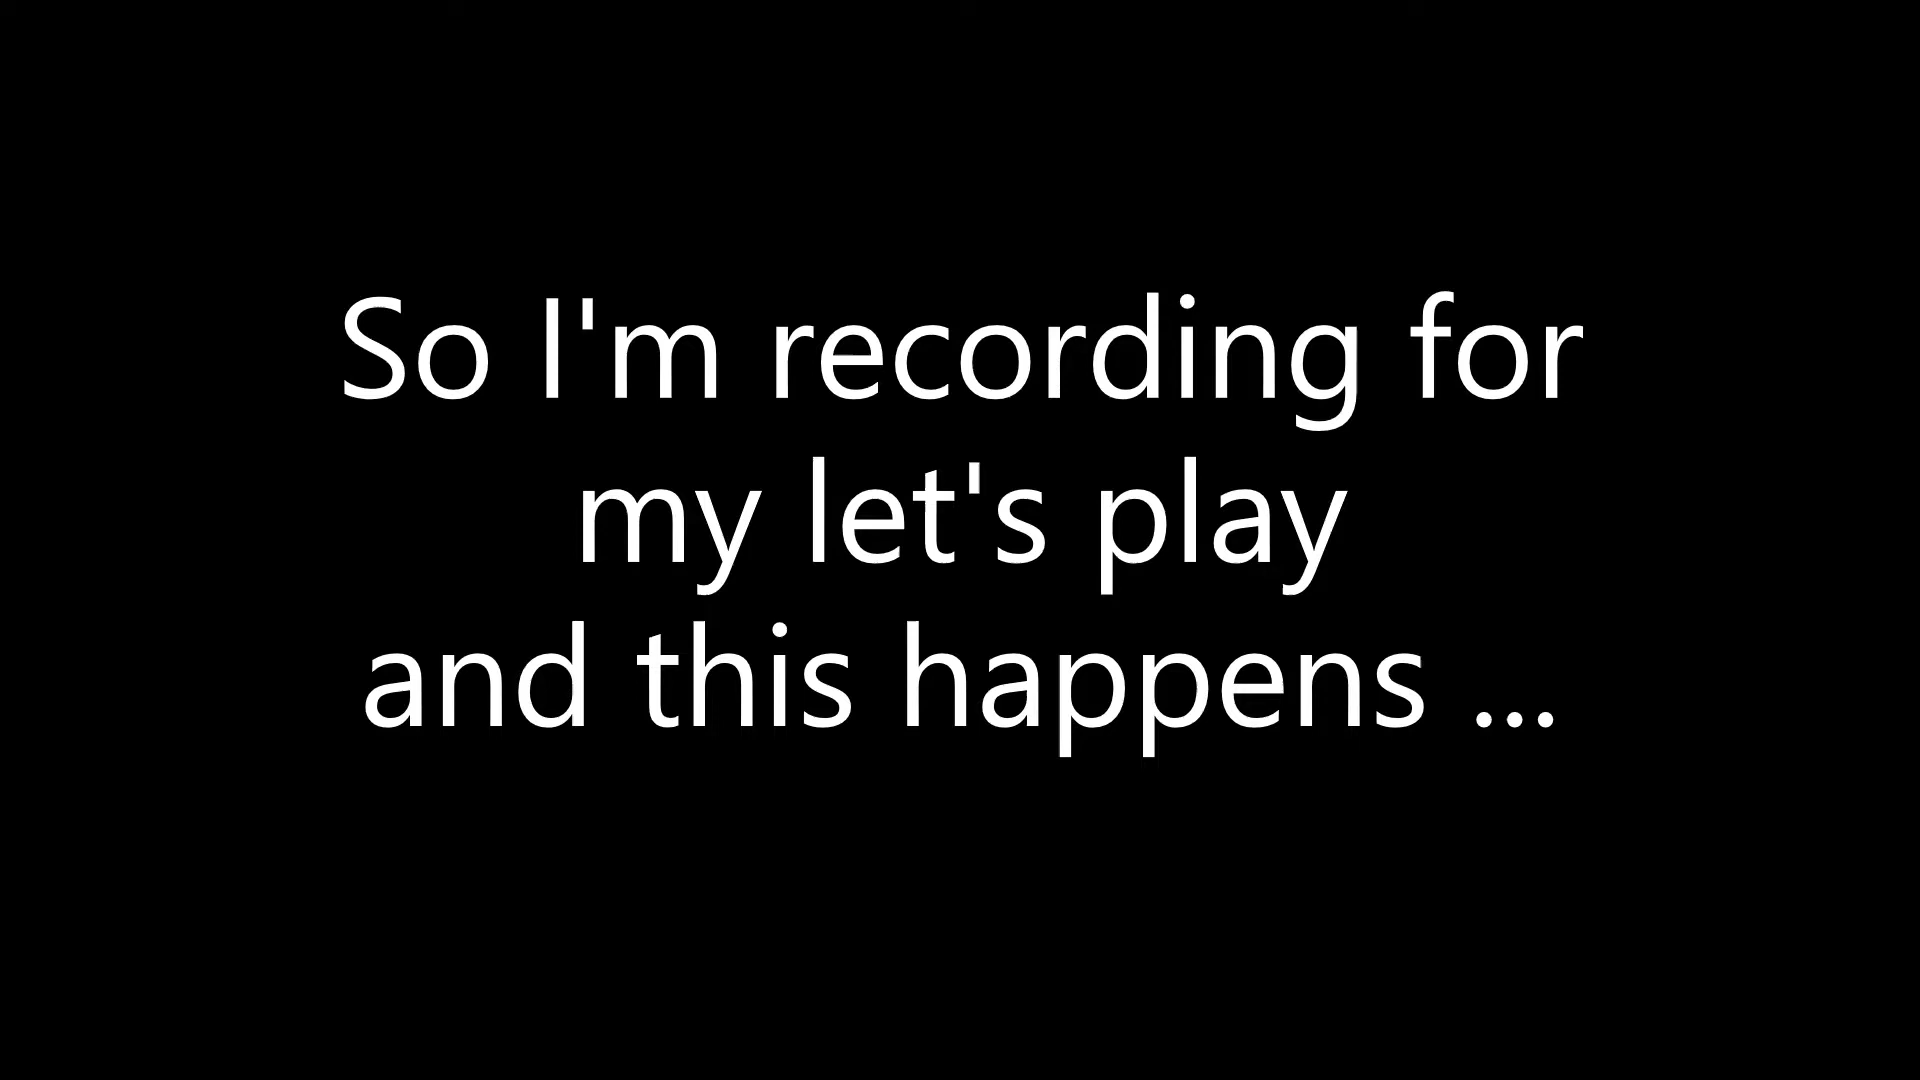 So I'm recording for
my let's play
and this happens ...